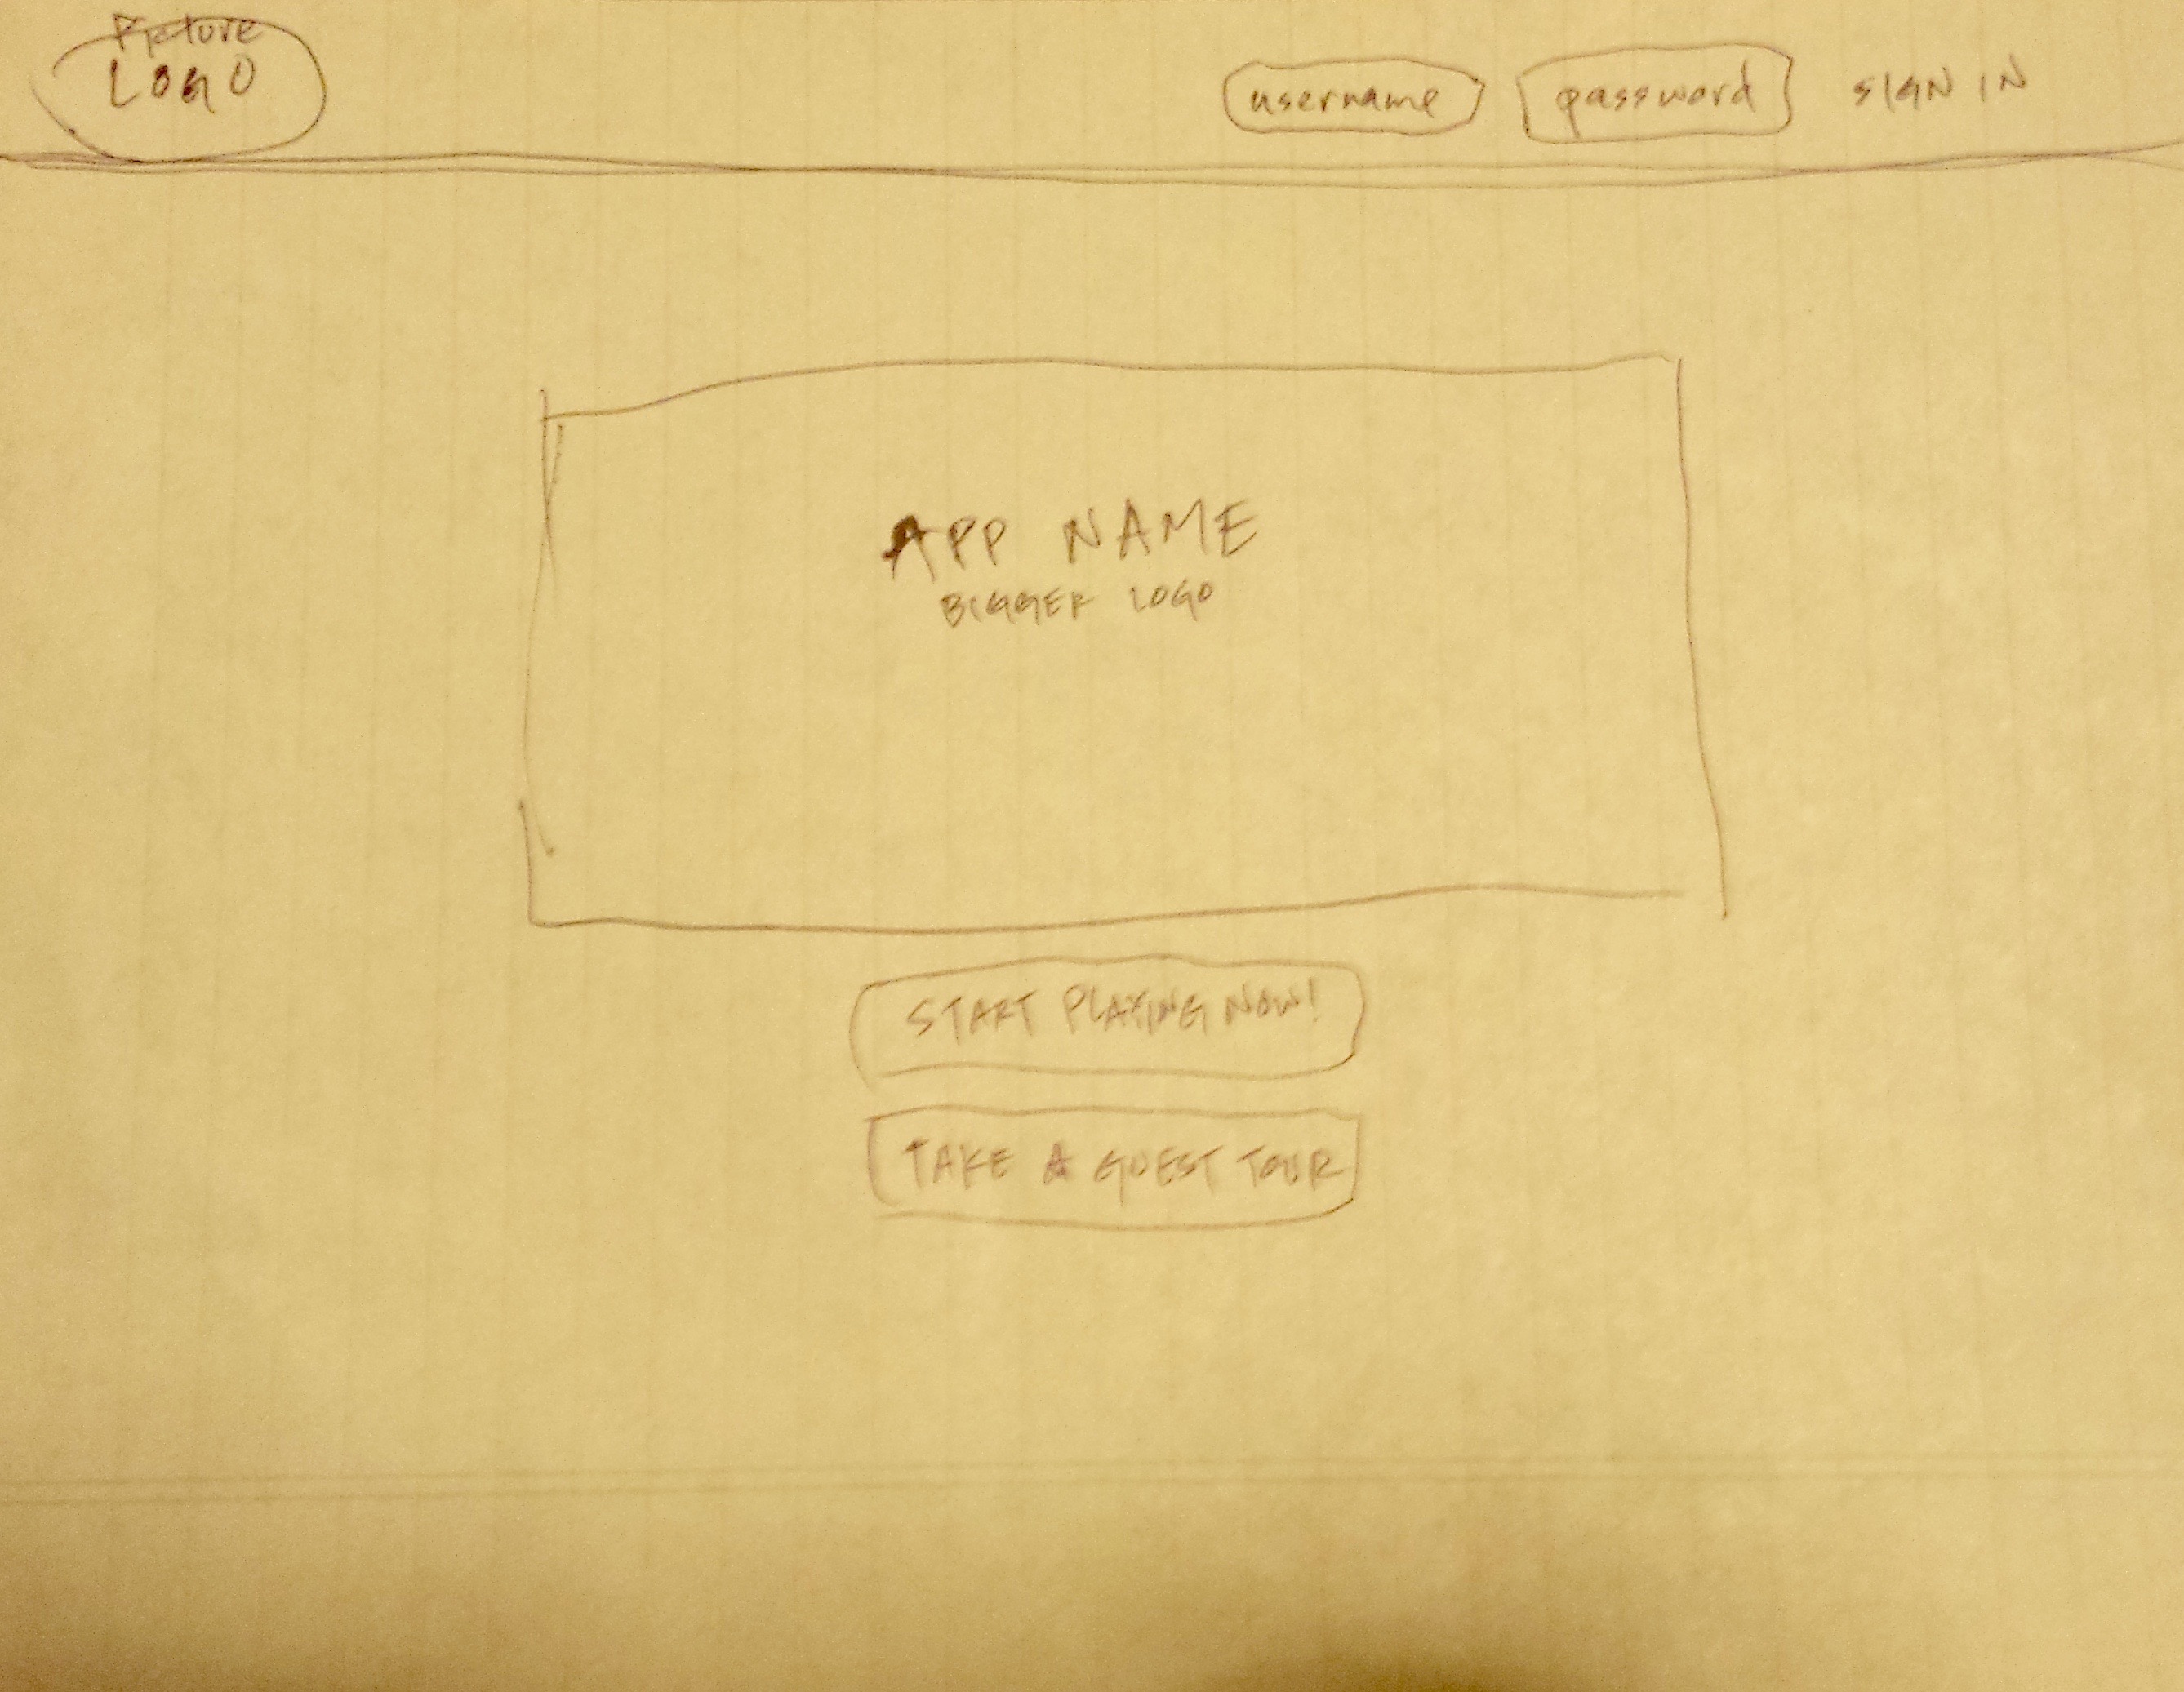 Picture
LOGO
username password SIGN IN
APP NAME
BIGGER LOGO
START PLAYING NOW!
TAKE A GUEST TOUR